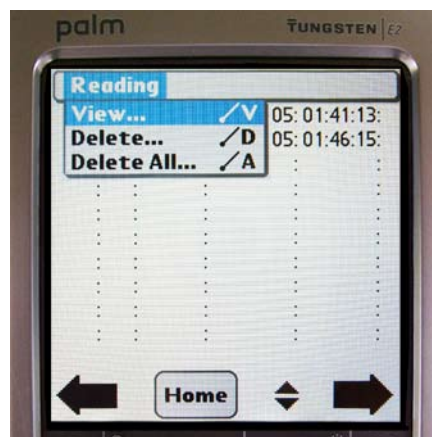 palm TUNGSTEN E2
Reading
View... /V 05: 01:41:13:
Delete... /D 05: 01:46:15:
Delete All... /A
Home